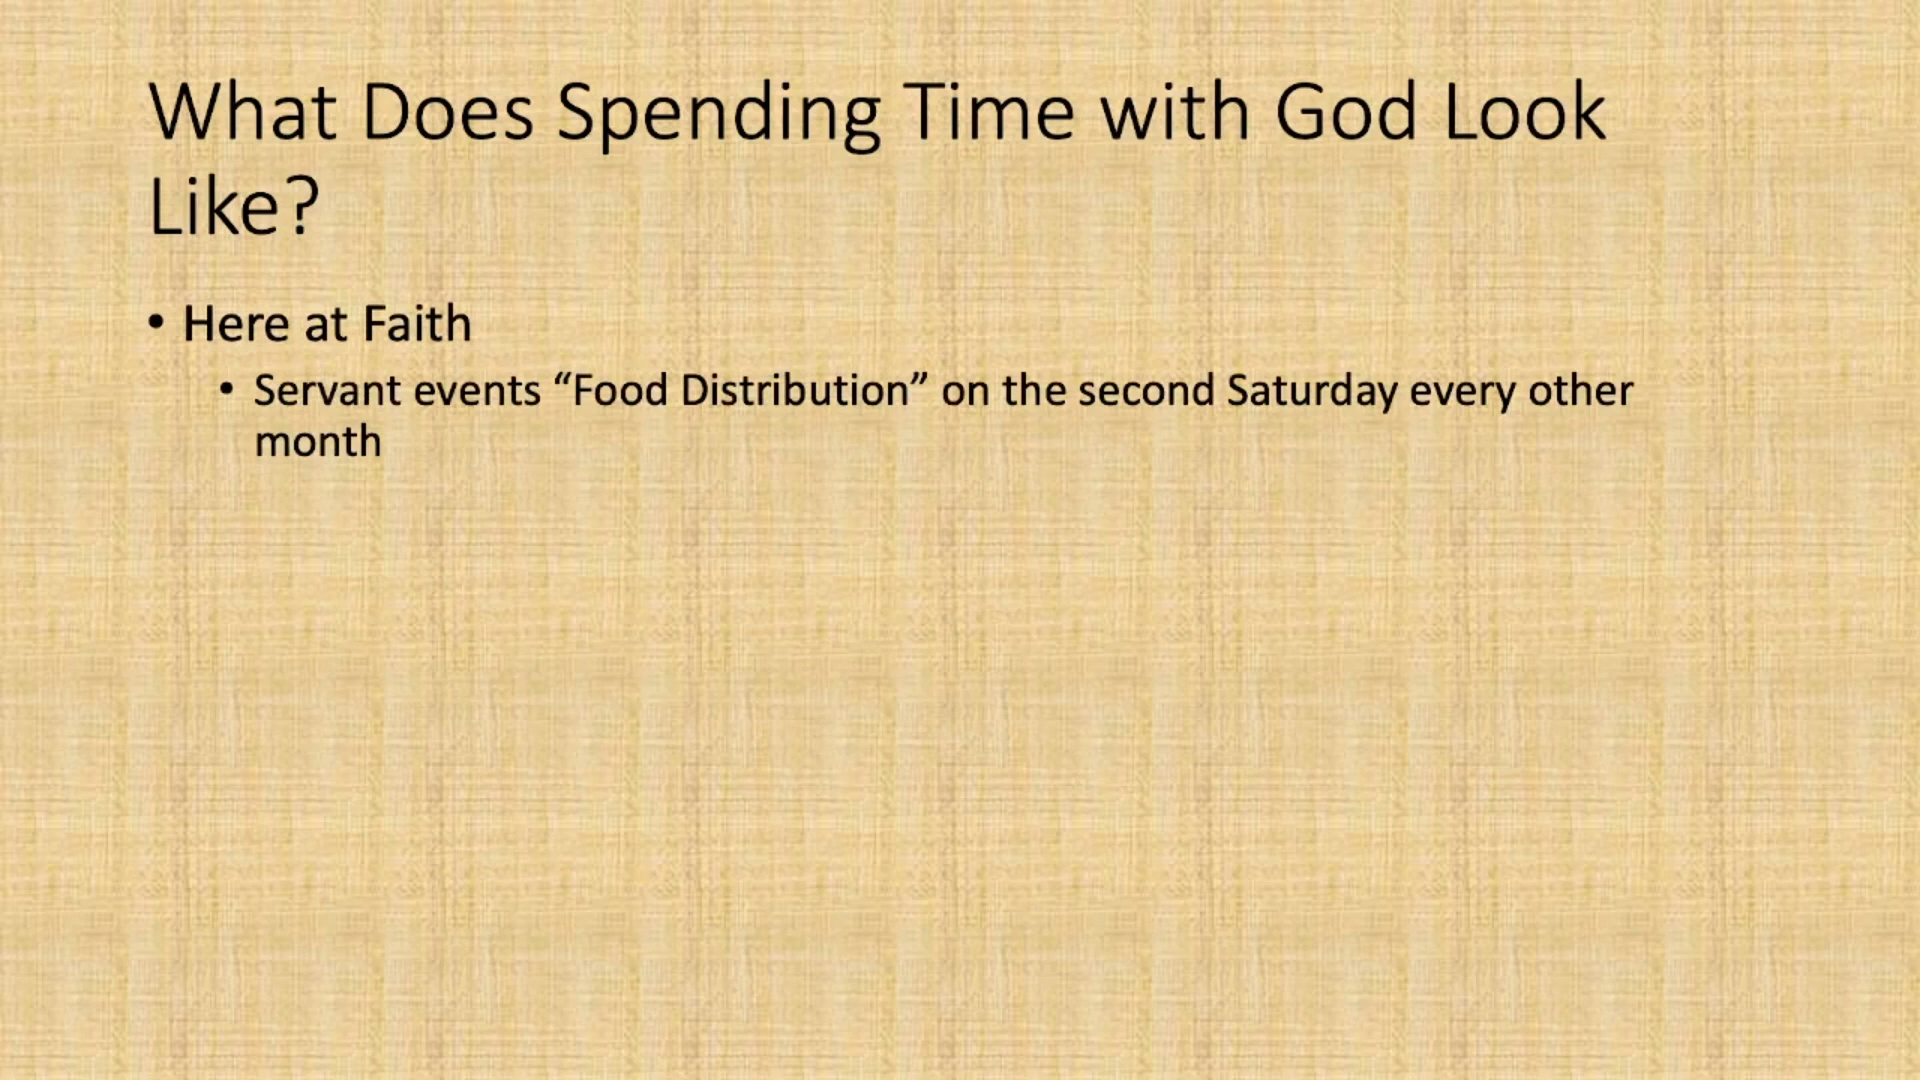 What Does Spending Time with God Look
Like?
• Here at Faith
• Servant events “Food Distribution” on the second Saturday every other
month